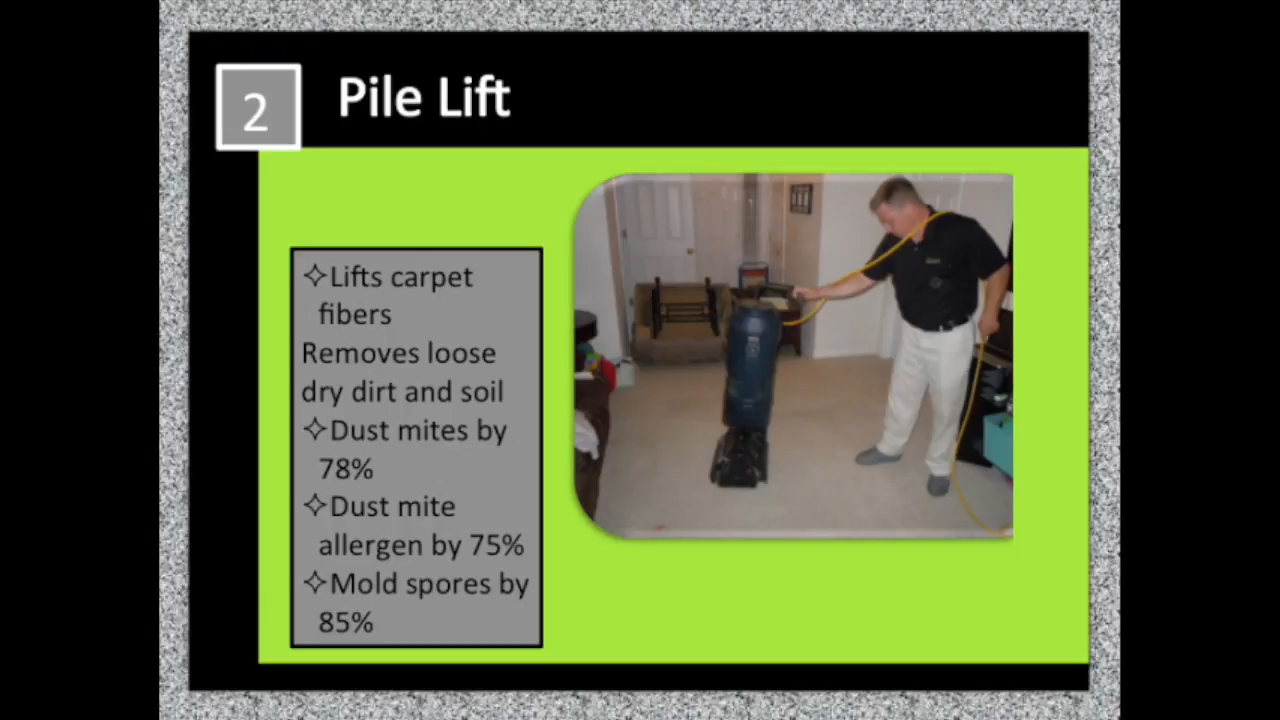 2
Pile Lift
✧Lifts carpet
fibers
Removes loose
dry dirt and soil
✧Dust mites by
78%
✧Dust mite
allergen by 75%
✧Mold spores by
85%